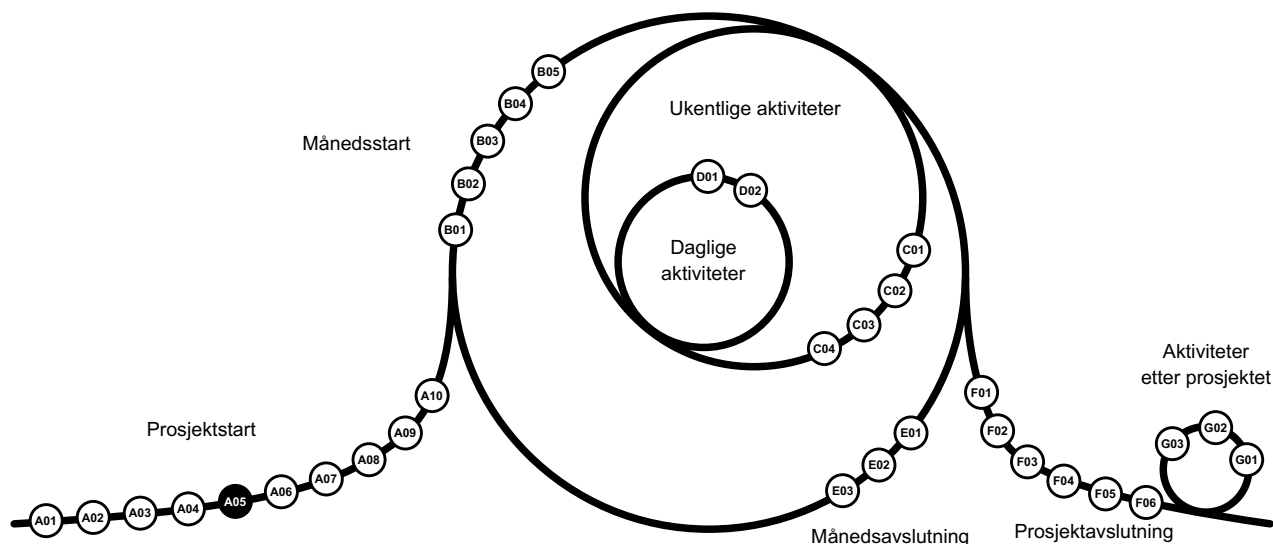 Prosjektstart
A01
A02
A03
A04
A05
A06
A07
A08
A09
A10
Månedsstart
B01
B02
B03
B04
B05
Ukentlige aktiviteter
C01
C02
C03
C04
Daglige
aktiviteter
D01
D02
Månedsavslutning
E01
E02
E03
Prosjektavslutning
F01
F02
F03
F04
F05
F06
Aktiviteter
etter prosjektet
G01
G02
G03